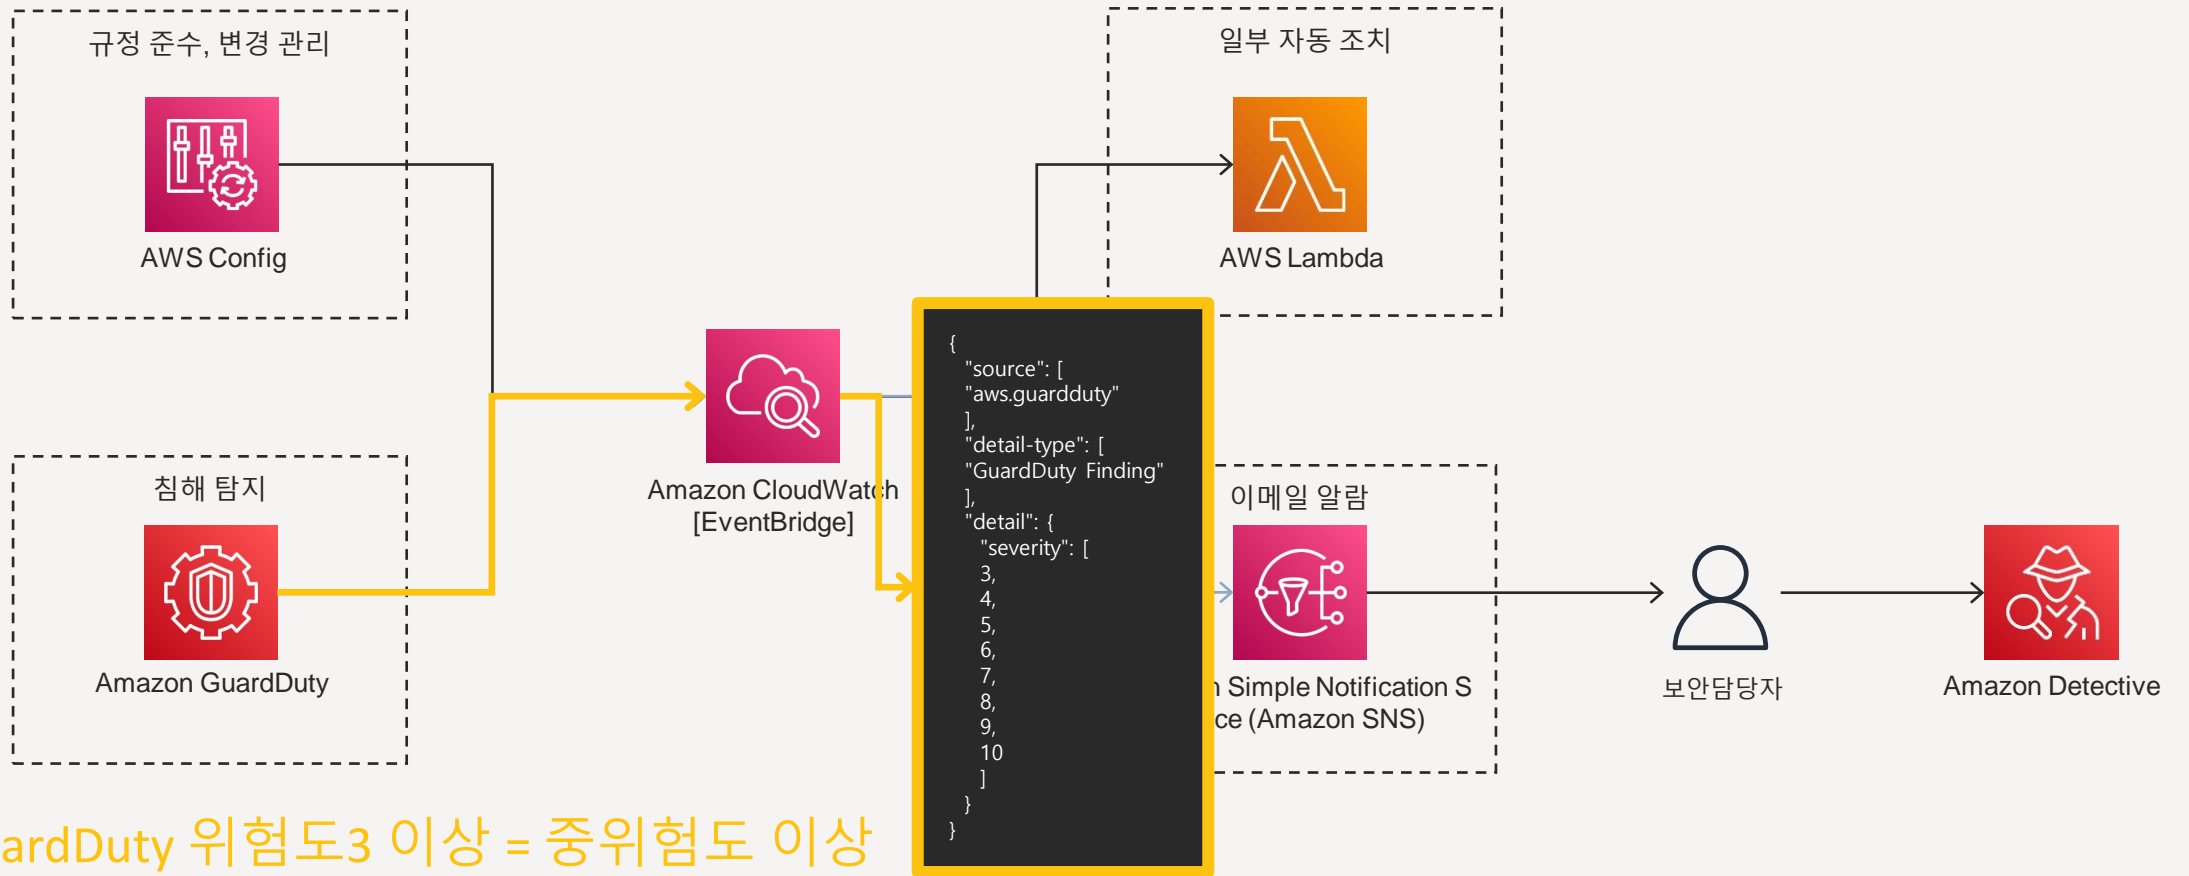 규정 준수, 변경 관리
AWS Config
일부 자동 조치
AWS Lambda
Amazon CloudWatch
[EventBridge]
{
"source": [
"aws.guardduty"
],
"detail-type": [
"GuardDuty Finding"
],
"detail": {
"severity": [
3,
4,
5,
6,
7,
8,
9,
10
]
}
}
침해 탐지
Amazon GuardDuty
이메일 알람
n Simple Notification S
ce (Amazon SNS)
보안담당자
Amazon Detective
ardDuty 위험도3 이상 = 중위험도 이상